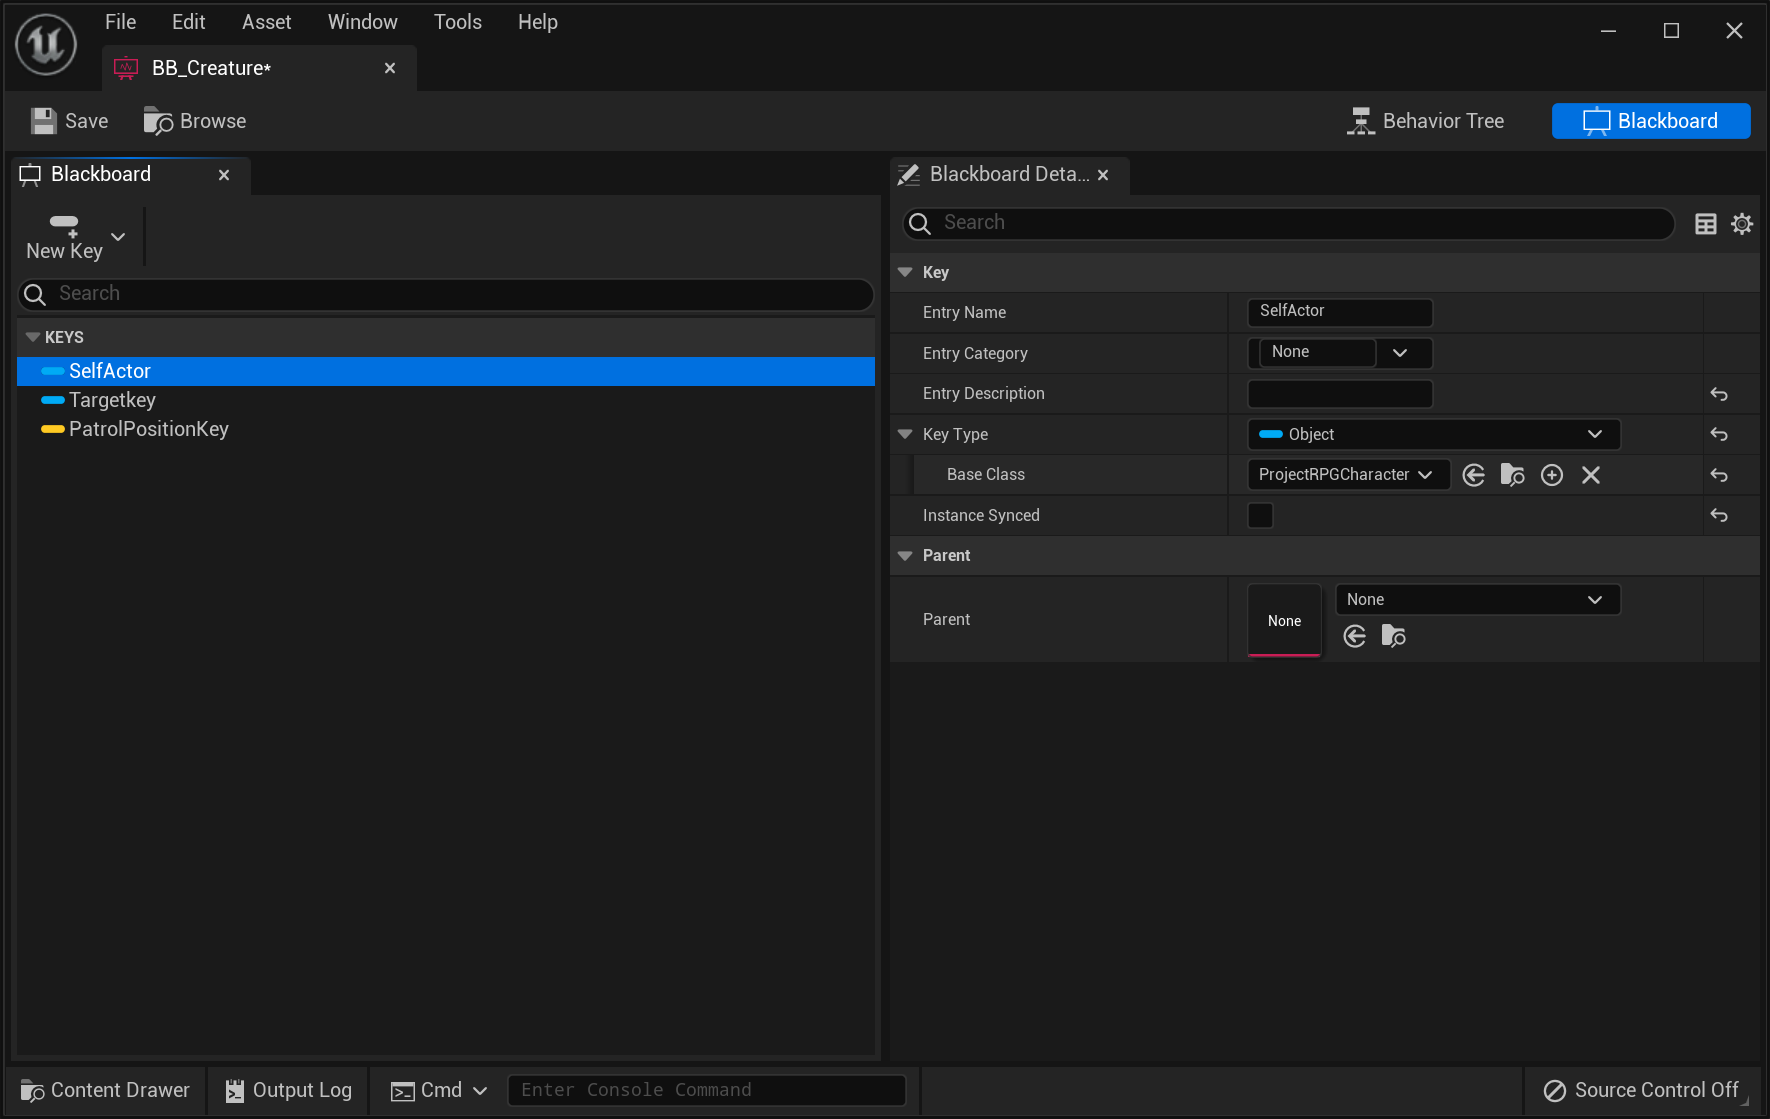 File Edit Asset Window Tools Help
BB_Creature*
Save Browse Behavior Tree Blackboard
Blackboard
New Key
Search
KEYS
SelfActor
Targetkey
PatrolPositionKey
Blackboard Deta...
Search
Key
Entry Name SelfActor
Entry Category None
Entry Description
Key Type Object
Base Class ProjectRPGCharacter
Instance Synced
Parent
Parent None None
Content Drawer Output Log Cmd Enter Console Command Source Control Off